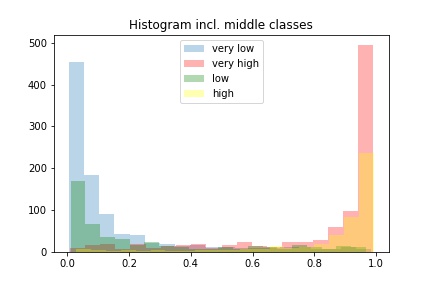 Histogram incl. middle classes
500
400
300
200
100
0
very low
very high
low
high
0.0 0.2 0.4 0.6 0.8 1.0